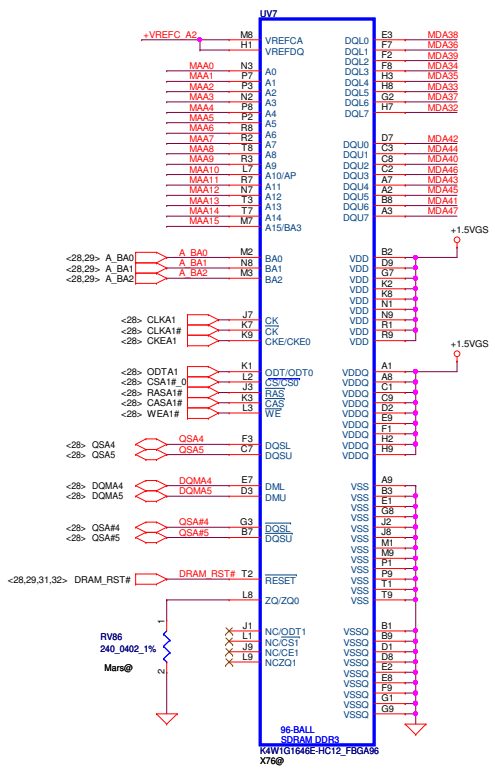 UV7
+VREFC_A2 M8 VREFCA DQL0 E3 MDA38
H1 VREFDQ DQL1 F7 MDA36
DQL2 F2 MDA39
MAA0 N3 A0 DQL3 F8 MDA34
MAA1 P7 A1 DQL4 H3 MDA35
MAA2 P3 A2 DQL5 H8 MDA33
MAA3 N2 A3 DQL6 G2 MDA37
MAA4 P8 A4 DQL7 H7 MDA32
MAA5 P2 A5
MAA6 R8 A6
MAA7 R2 A7 DQU0 D7 MDA42
MAA8 T8 A8 DQU1 C3 MDA44
MAA9 R3 A9 DQU2 C8 MDA40
MAA10 L7 A10/AP DQU3 C2 MDA46
MAA11 R7 A11 DQU4 A7 MDA43
MAA12 N7 A12 DQU5 A2 MDA45
MAA13 T3 A13 DQU6 B8 MDA41
MAA14 T7 A14 DQU7 A3 MDA47
MAA15 M7 A15/BA3
+1.5VGS
<28,29> A_BA0 A_BA0 M2 BA0 VDD B2
<28,29> A_BA1 A_BA1 N8 BA1 VDD D9
<28,29> A_BA2 A_BA2 M3 BA2 VDD G7
VDD K2
VDD K8
VDD N1
<28> CLKA1 J7 CK VDD N9
<28> CLKA1# K7 CK VDD R1
<28> CKEA1 K9 CKE/CKE0 VDD R9
+1.5VGS
<28> ODTA1 K1 ODT/ODT0 VDDQ A1
<28> CSA1#_0 L2 CS/CS0 VDDQ A8
<28> RASA1# J3 RAS VDDQ C1
<28> CASA1# K3 CAS VDDQ C9
<28> WEA1# L3 WE VDDQ D2
VDDQ E9
VDDQ F1
<28> QSA4 QSA4 F3 DQSL VDDQ H2
<28> QSA5 QSA5 C7 DQSU VDDQ H9
<28> DQMA4 DQMA4 E7 DML VSS A9
<28> DQMA5 DQMA5 D3 DMU VSS B3
VSS E1
VSS G8
<28> QSA#4 QSA#4 G3 DQSL VSS J2
<28> QSA#5 QSA#5 B7 DQSU VSS J8
VSS M1
VSS M9
VSS P1
<28,29,31,32> DRAM_RST# DRAM_RST# T2 RESET VSS P9
VSS T1
L8 ZQ/ZQ0 VSS T9
1
RV86
240_0402_1%
Mars@
2
J1 NC/ODT1 VSSQ B1
L1 NC/CS1 VSSQ B9
J9 NC/CE1 VSSQ D1
L9 NCZQ1 VSSQ D8
VSSQ E2
VSSQ E8
VSSQ F9
VSSQ G1
VSSQ G9
96-BALL
SDRAM DDR3
K4W1G1646E-HC12_FBGA96
X76@